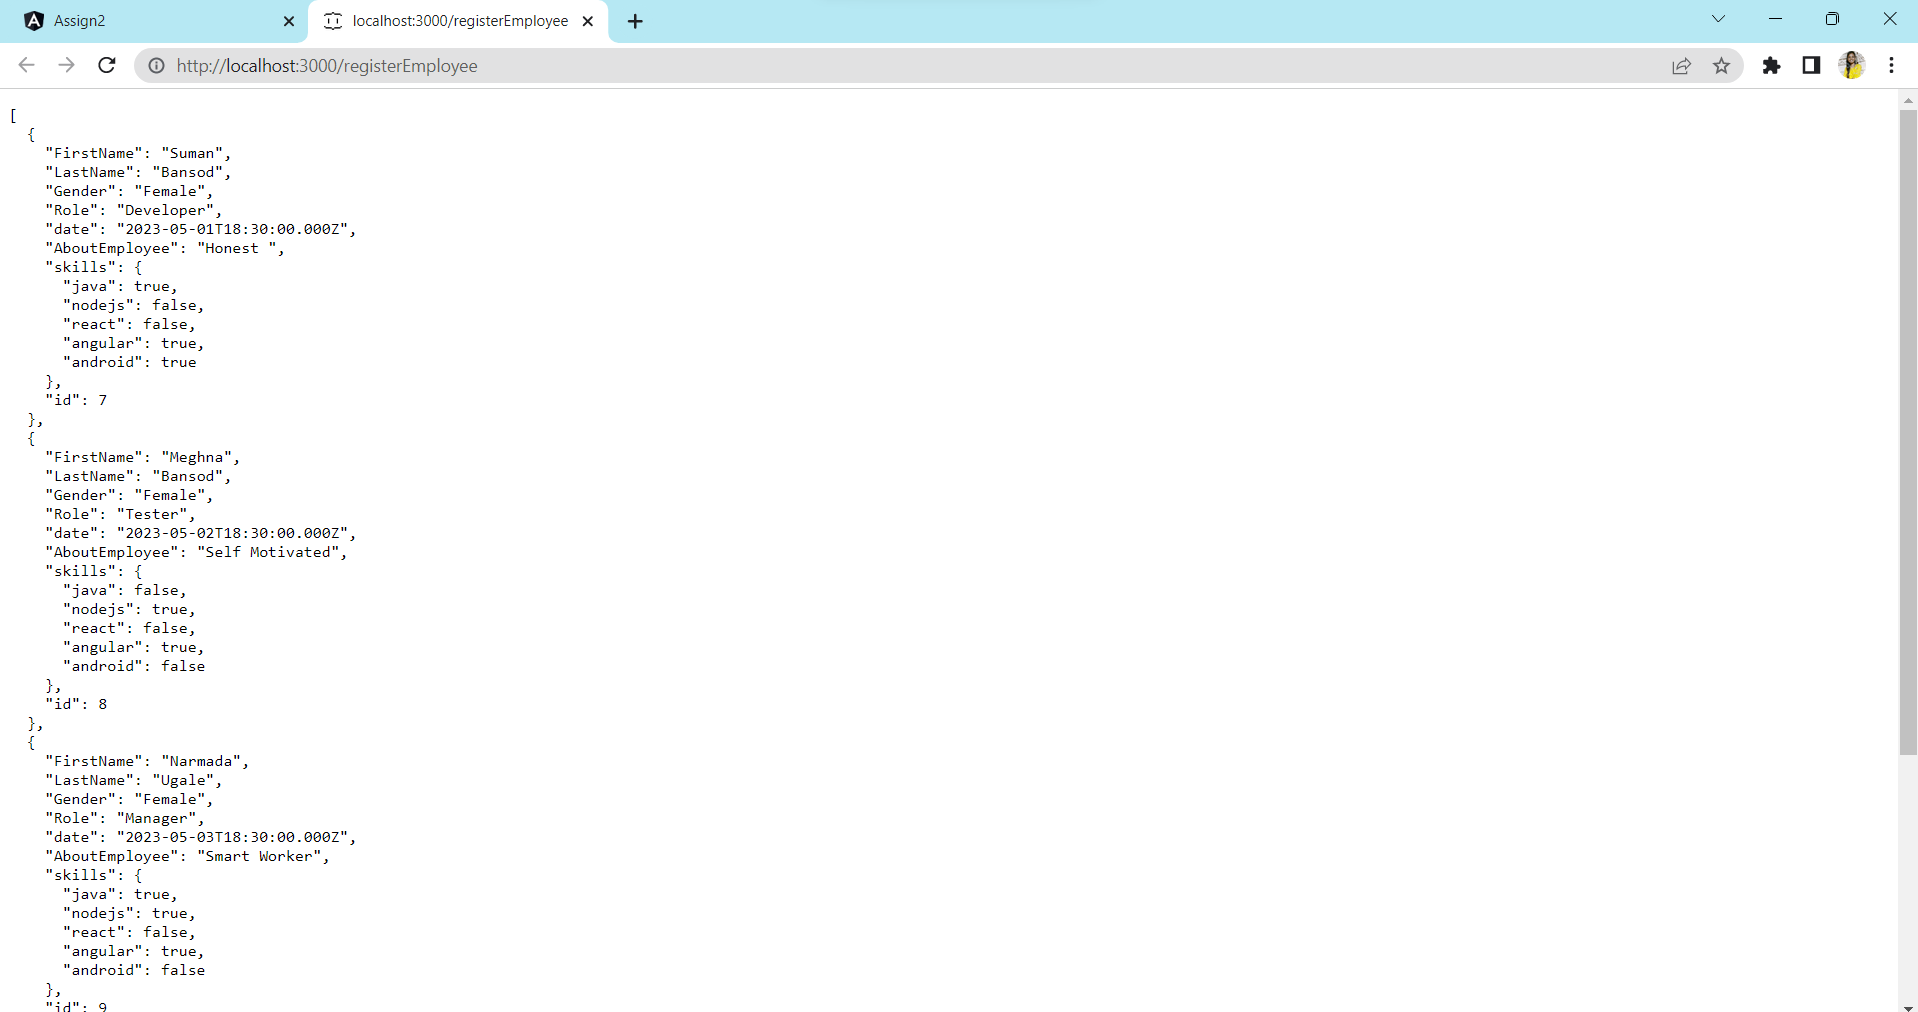 Assign2
localhost:3000/registerEmployee
http://localhost:3000/registerEmployee
[
  {
    "FirstName": "Suman",
    "LastName": "Bansod",
    "Gender": "Female",
    "Role": "Developer",
    "date": "2023-05-01T18:30:00.000Z",
    "AboutEmployee": "Honest ",
    "skills": {
      "java": true,
      "nodejs": false,
      "react": false,
      "angular": true,
      "android": true
    },
    "id": 7
  },
  {
    "FirstName": "Meghna",
    "LastName": "Bansod",
    "Gender": "Female",
    "Role": "Tester",
    "date": "2023-05-02T18:30:00.000Z",
    "AboutEmployee": "Self Motivated",
    "skills": {
      "java": false,
      "nodejs": true,
      "react": false,
      "angular": true,
      "android": false
    },
    "id": 8
  },
  {
    "FirstName": "Narmada",
    "LastName": "Ugale",
    "Gender": "Female",
    "Role": "Manager",
    "date": "2023-05-03T18:30:00.000Z",
    "AboutEmployee": "Smart Worker",
    "skills": {
      "java": true,
      "nodejs": true,
      "react": false,
      "angular": true,
      "android": false
    },
    "id": 9